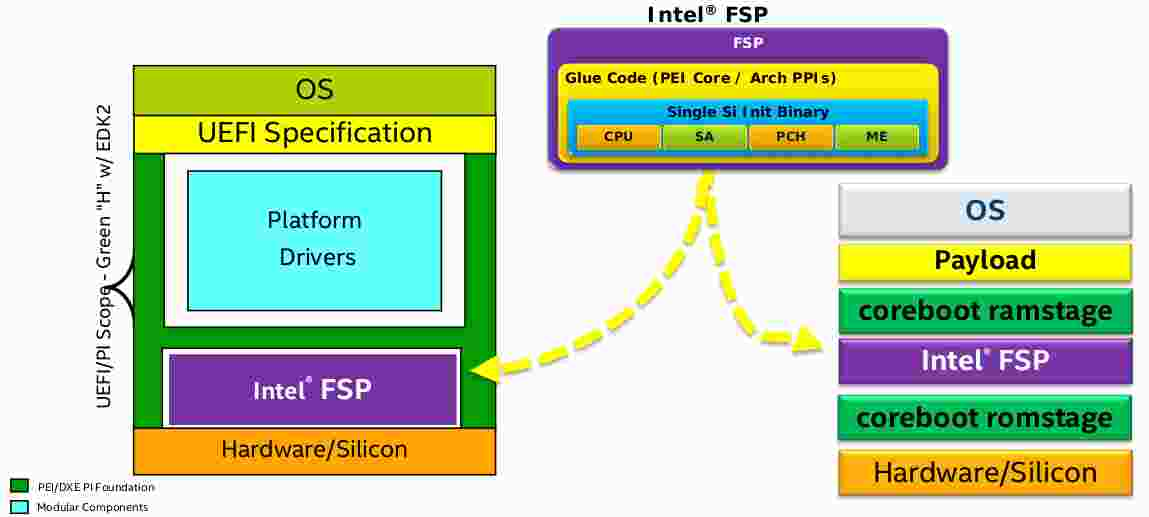 Intel® FSP
FSP
Glue Code (PEI Core / Arch PPIs)
Single Si Init Binary
CPU
SA
PCH
ME
UEFI/PI Scope - Green "H" w/ EDK2
OS
UEFI Specification
Platform
Drivers
Intel® FSP
Hardware/Silicon
PEI/DXE PI Foundation
Modular Components
OS
Payload
coreboot ramstage
Intel® FSP
coreboot romstage
Hardware/Silicon